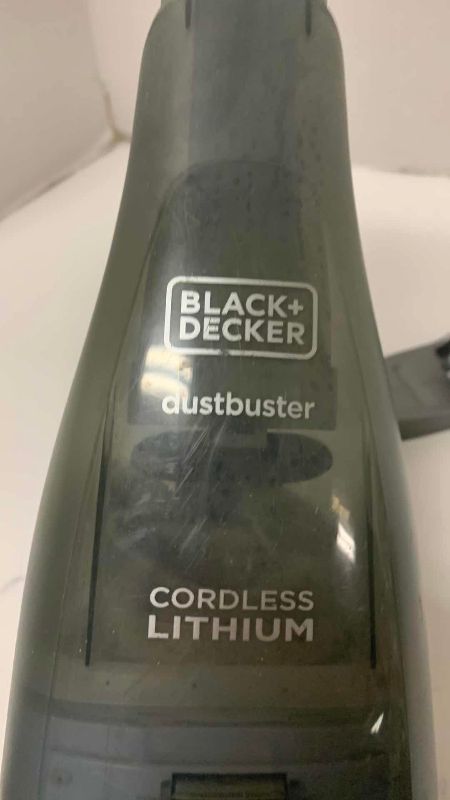 BLACK+
DECKER
dustbuster
CORDLESS
LITHIUM